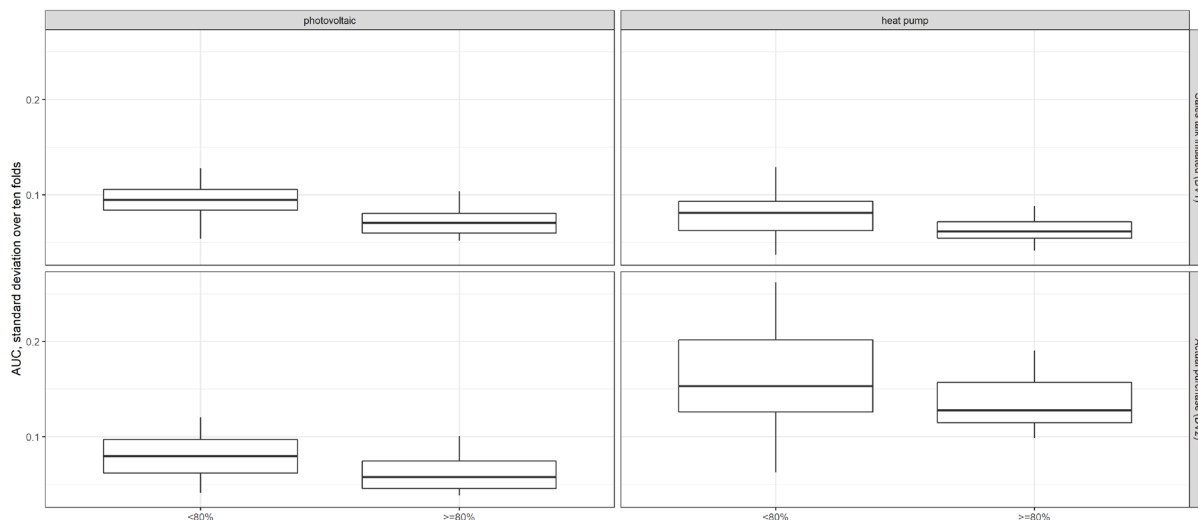 photovoltaic
heat pump
AUC, standard deviation over ten folds
0.2
0.1
0.2
0.1
<80%
>=80%
<80%
>=80%